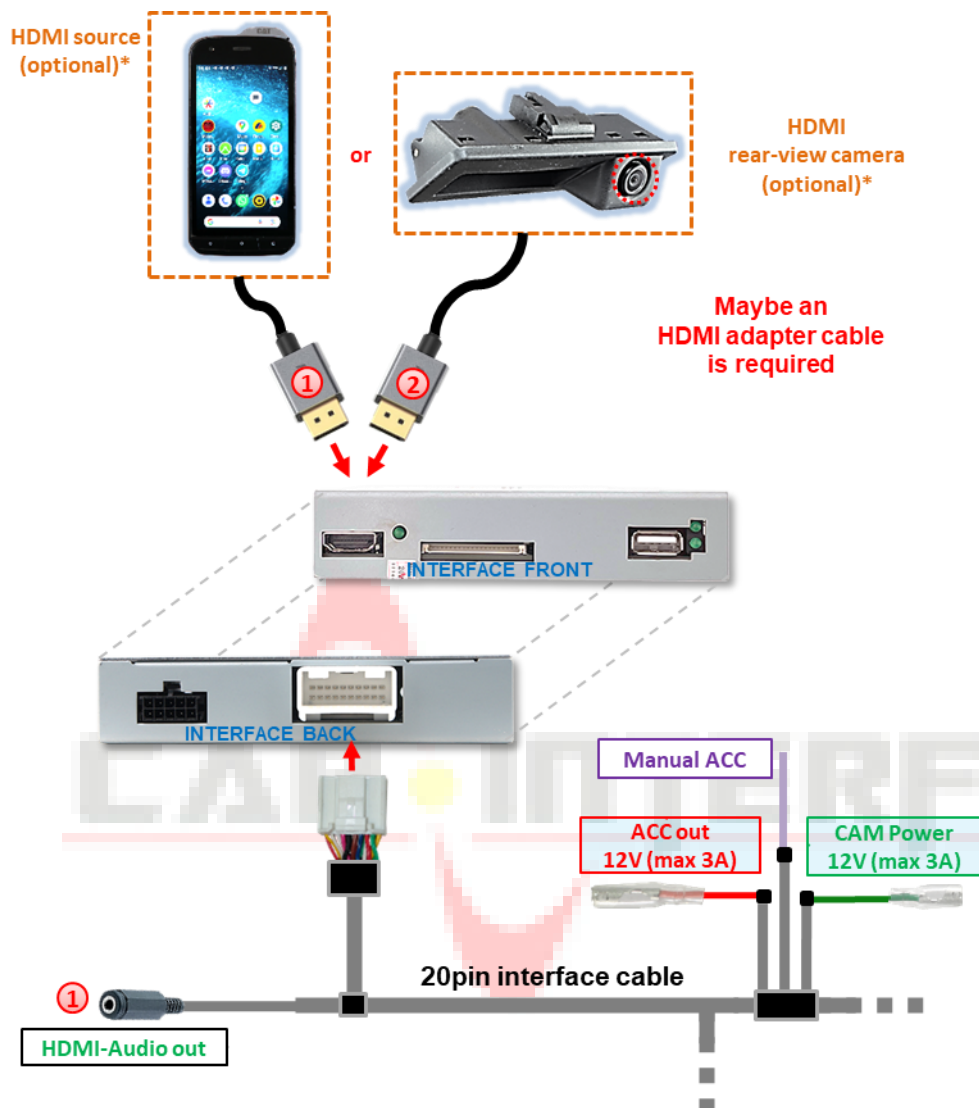 HDMI source
(optional)*
or
HDMI
rear-view camera
(optional)*
1
2
Maybe an
HDMI adapter cable
is required
INTERFACE FRONT
INTERFACE BACK
CAR INTERF
Manual ACC
ACC out
12V (max 3A)
CAM Power
12V (max 3A)
20pin interface cable
1
HDMI-Audio out